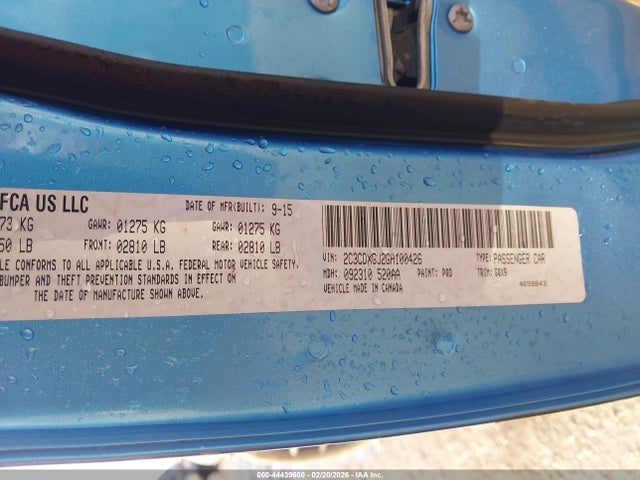 FCA US LLC
DATE OF MFR(BUILT): 9-15
73 KG GAWR: 01275 KG GAWR: 01275 KG
50 LB FRONT: 02810 LB REAR: 02810 LB
LE CONFORMS TO ALL APPLICABLE U.S.A. FEDERAL MOTOR VEHICLE SAFETY,
BUMPER AND THEFT PREVENTION STANDARDS IN EFFECT ON
THE DATE OF MANUFACTURE SHOWN ABOVE.
VIN: 2C3CDXGJ2GH100426 TYPE: PASSENGER CAR
MDH: 092310 520AA PAINT: PBD TRIM: GUX9
VEHICLE MADE IN CANADA 4658843
000-44439600 - 02/20/2026 - IAAI Branch